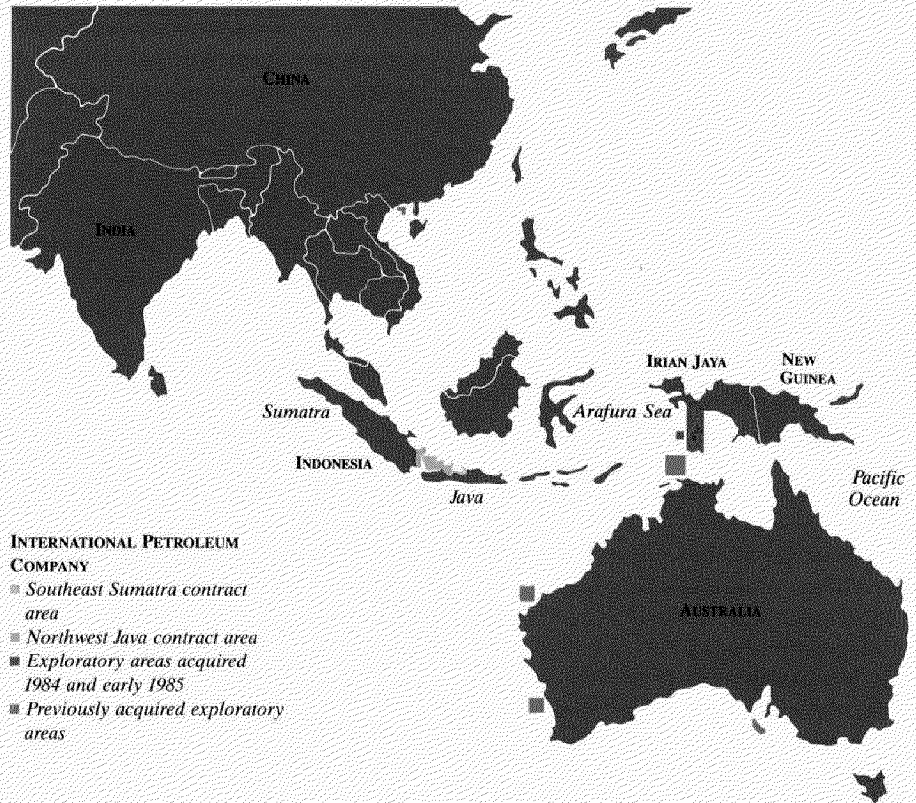 CHINA
INDIA
IRIAN JAYA
NEW
GUINEA
Sumatra
Arafura Sea
INDONESIA
Java
Pacific
Ocean
AUSTRALIA
INTERNATIONAL PETROLEUM
COMPANY
Southeast Sumatra contract
area
Northwest Java contract area
Exploratory areas acquired
1984 and early 1985
Previously acquired exploratory
areas